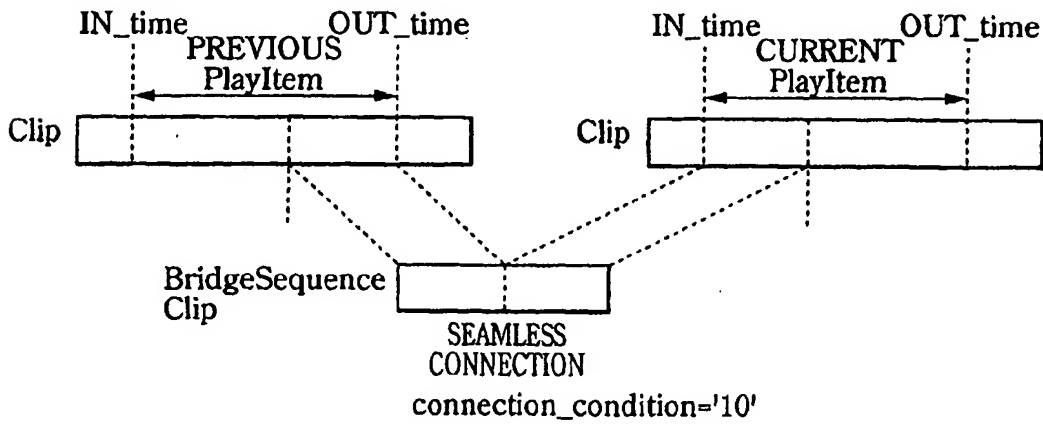 IN_time OUT_time
PREVIOUS
PlayItem
Clip
IN_time OUT_time
CURRENT
PlayItem
Clip
BridgeSequence
Clip
SEAMLESS
CONNECTION
connection_condition='10'